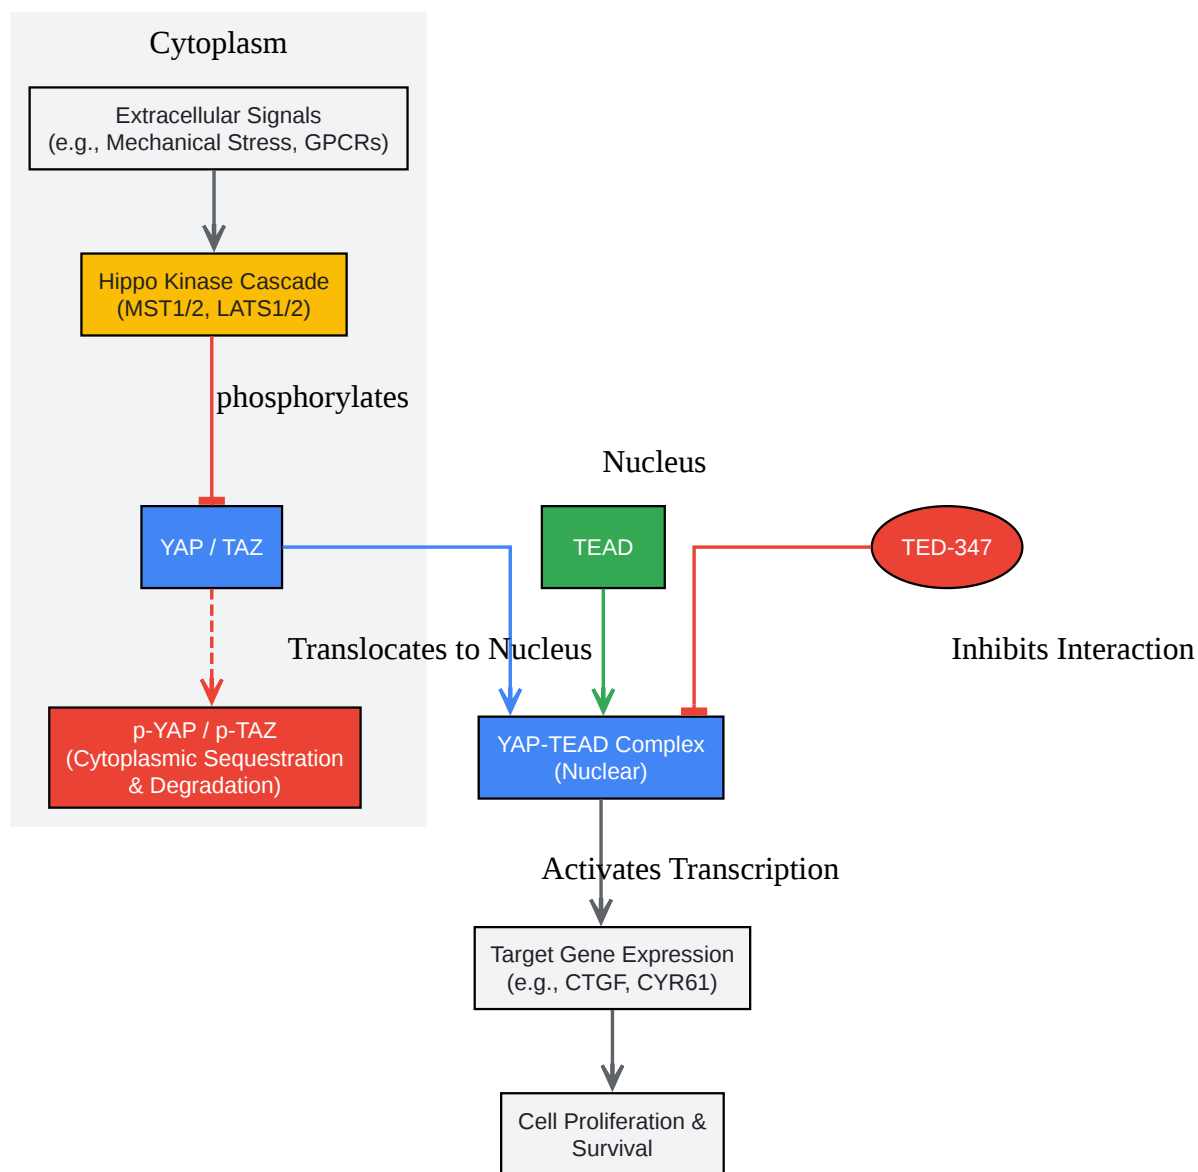 Cytoplasm
Extracellular Signals
(e.g., Mechanical Stress, GPCRs)
Hippo Kinase Cascade
(MST1/2, LATS1/2)
phosphorylates
Nucleus
YAP / TAZ
TEAD
TED-347
Translocates to Nucleus
Inhibits Interaction
p-YAP / p-TAZ
(Cytoplasmic Sequestration
& Degradation)
YAP-TEAD Complex
(Nuclear)
Activates Transcription
Target Gene Expression
(e.g., CTGF, CYR61)
Cell Proliferation &
Survival